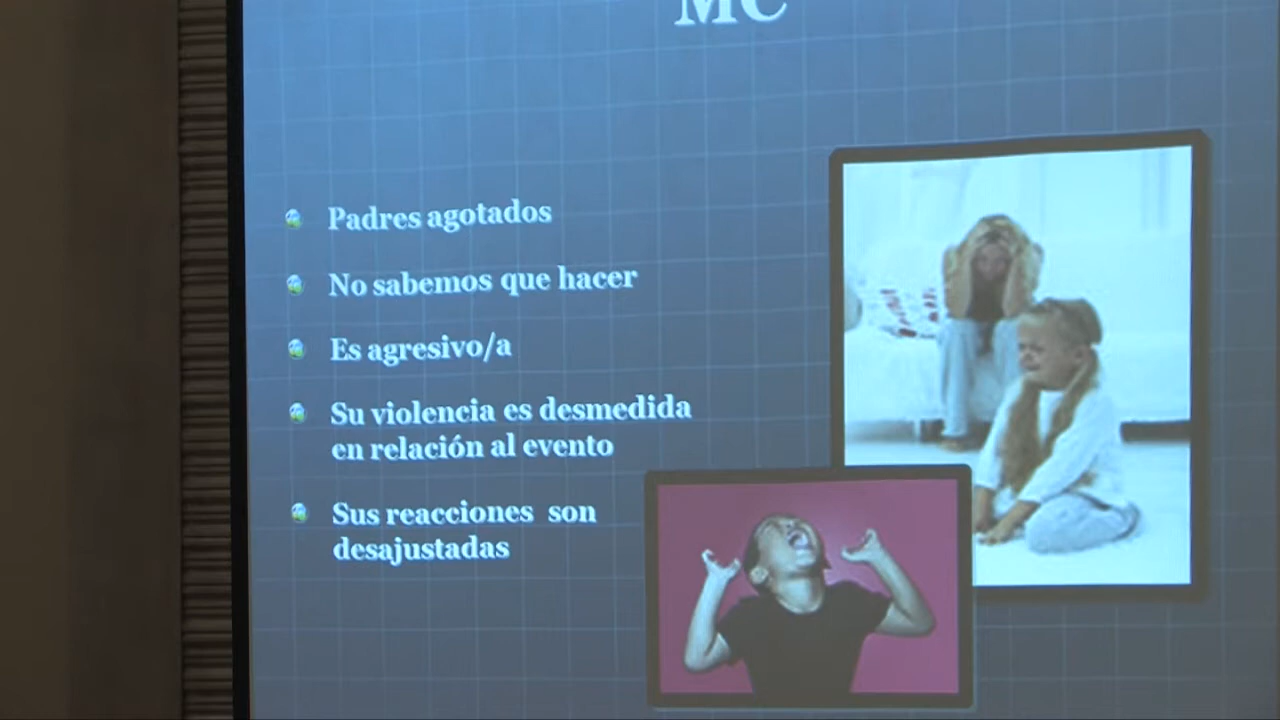 MC
Padres agotados
No sabemos que hacer
Es agresivo/a
Su violencia es desmedida
en relación al evento
Sus reacciones son
desajustadas